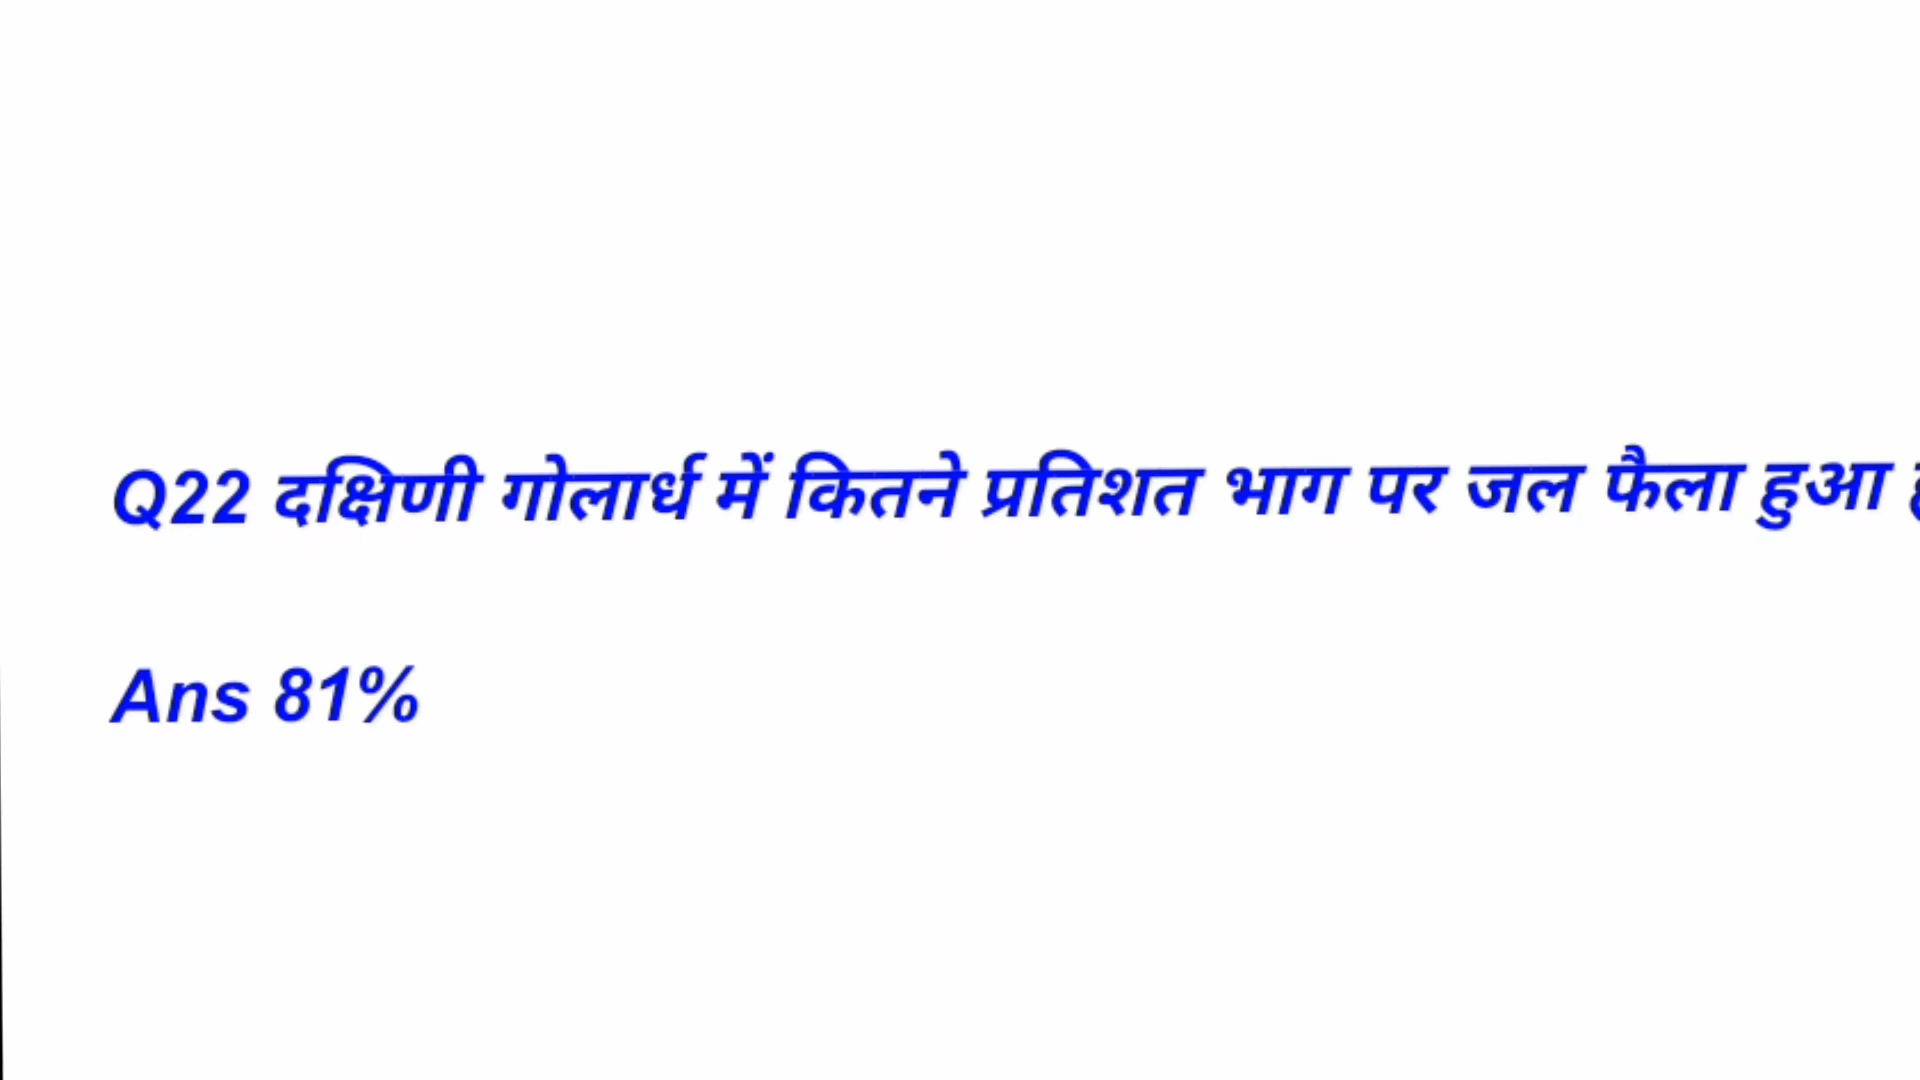 Q22 दक्षिणी गोलार्ध में कितने प्रतिशत भाग पर जल फैला हुआ
Ans 81%